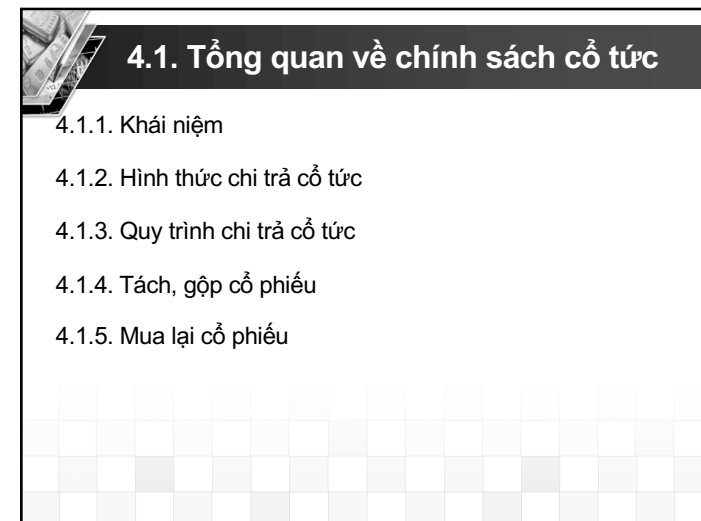 4.1. Tổng quan về chính sách cổ tức
4.1.1. Khái niệm
4.1.2. Hình thức chi trả cổ tức
4.1.3. Quy trình chi trả cổ tức
4.1.4. Tách, gộp cổ phiếu
4.1.5. Mua lại cổ phiếu